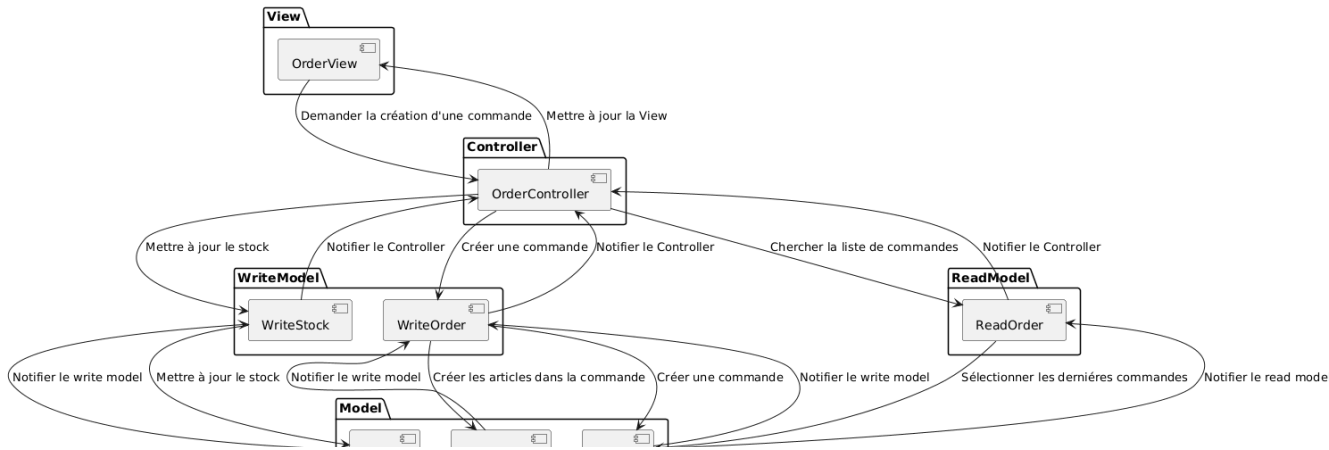 View
OrderView
Demander la création d'une commande
Mettre à jour la View
Controller
OrderController
Mettre à jour le stock
Notifier le Controller
Créer une commande
Notifier le Controller
Chercher la liste de commandes
Notifier le Controller
WriteModel
ReadModel
WriteStock
WriteOrder
ReadOrder
Notifier le write model
Mettre à jour le stock
Notifier le write model
Créer les articles dans la commande
Créer une commande
Notifier le write model
Sélectionner les derniéres commandes
Notifier le read mode
Model